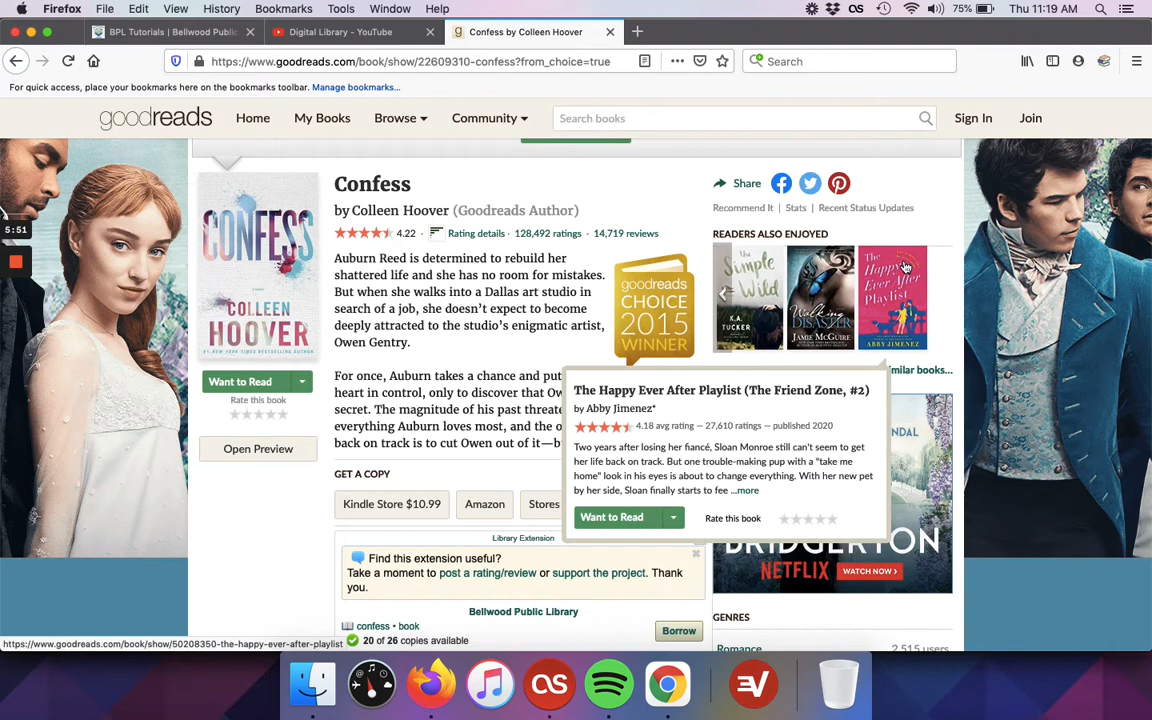 Firefox File Edit View History Bookmarks Tools Window Help 75% Thu 11:19 AM
BPL Tutorials | Bellwood Public Digital Library - YouTube Confess by Colleen Hoover
https://www.goodreads.com/book/show/22609310-confess?from_choice=true Search
For quick access, place your bookmarks here on the bookmarks toolbar. Manage bookmarks...
goodreads Home My Books Browse Community Search books Sign In Join
5:51
CONFESS
COLLEEN
HOOVER
#1 NEW YORK TIMES BESTSELLING AUTHOR
Want to Read
Rate this book
Open Preview
Confess
by Colleen Hoover (Goodreads Author)
4.22 · Rating details · 128,492 ratings · 14,719 reviews
Auburn Reed is determined to rebuild her
shattered life and she has no room for mistakes.
But when she walks into a Dallas art studio in
search of a job, she doesn't expect to become
deeply attracted to the studio's enigmatic artist,
Owen Gentry.
For once, Auburn takes a chance and put
heart in control, only to discover that Ow
secret. The magnitude of his past threate
everything Auburn loves most, and the o
back on track is to cut Owen out of it—b
goodreads
CHOICE
2015
WINNER
GET A COPY
Kindle Store $10.99 Amazon Stores
Library Extension
Find this extension useful?
Take a moment to post a rating/review or support the project. Thank
you.
Bellwood Public Library
confess • book
20 of 26 copies available
Borrow
Share
Recommend It | Stats | Recent Status Updates
READERS ALSO ENJOYED
the Simple Wild
K.A. TUCKER
Walking
DISASTER
JAMIE McGUIRE
The
Happy
Ever After
Playlist
ABBY JIMENEZ
milar books...
The Happy Ever After Playlist (The Friend Zone, #2)
by Abby Jimenez*
4.18 avg rating — 27,610 ratings — published 2020
Two years after losing her fiancé, Sloan Monroe still can't seem to get
her life back on track. But one trouble-making pup with a "take me
home" look in his eyes is about to change everything. With her new pet
by her side, Sloan finally starts to fee ...more
Want to Read Rate this book
NDAL
BRIDGERTON
NETFLIX WATCH NOW
GENRES
Romance 2,515 users
https://www.goodreads.com/book/show/50208350-the-happy-ever-after-playlist